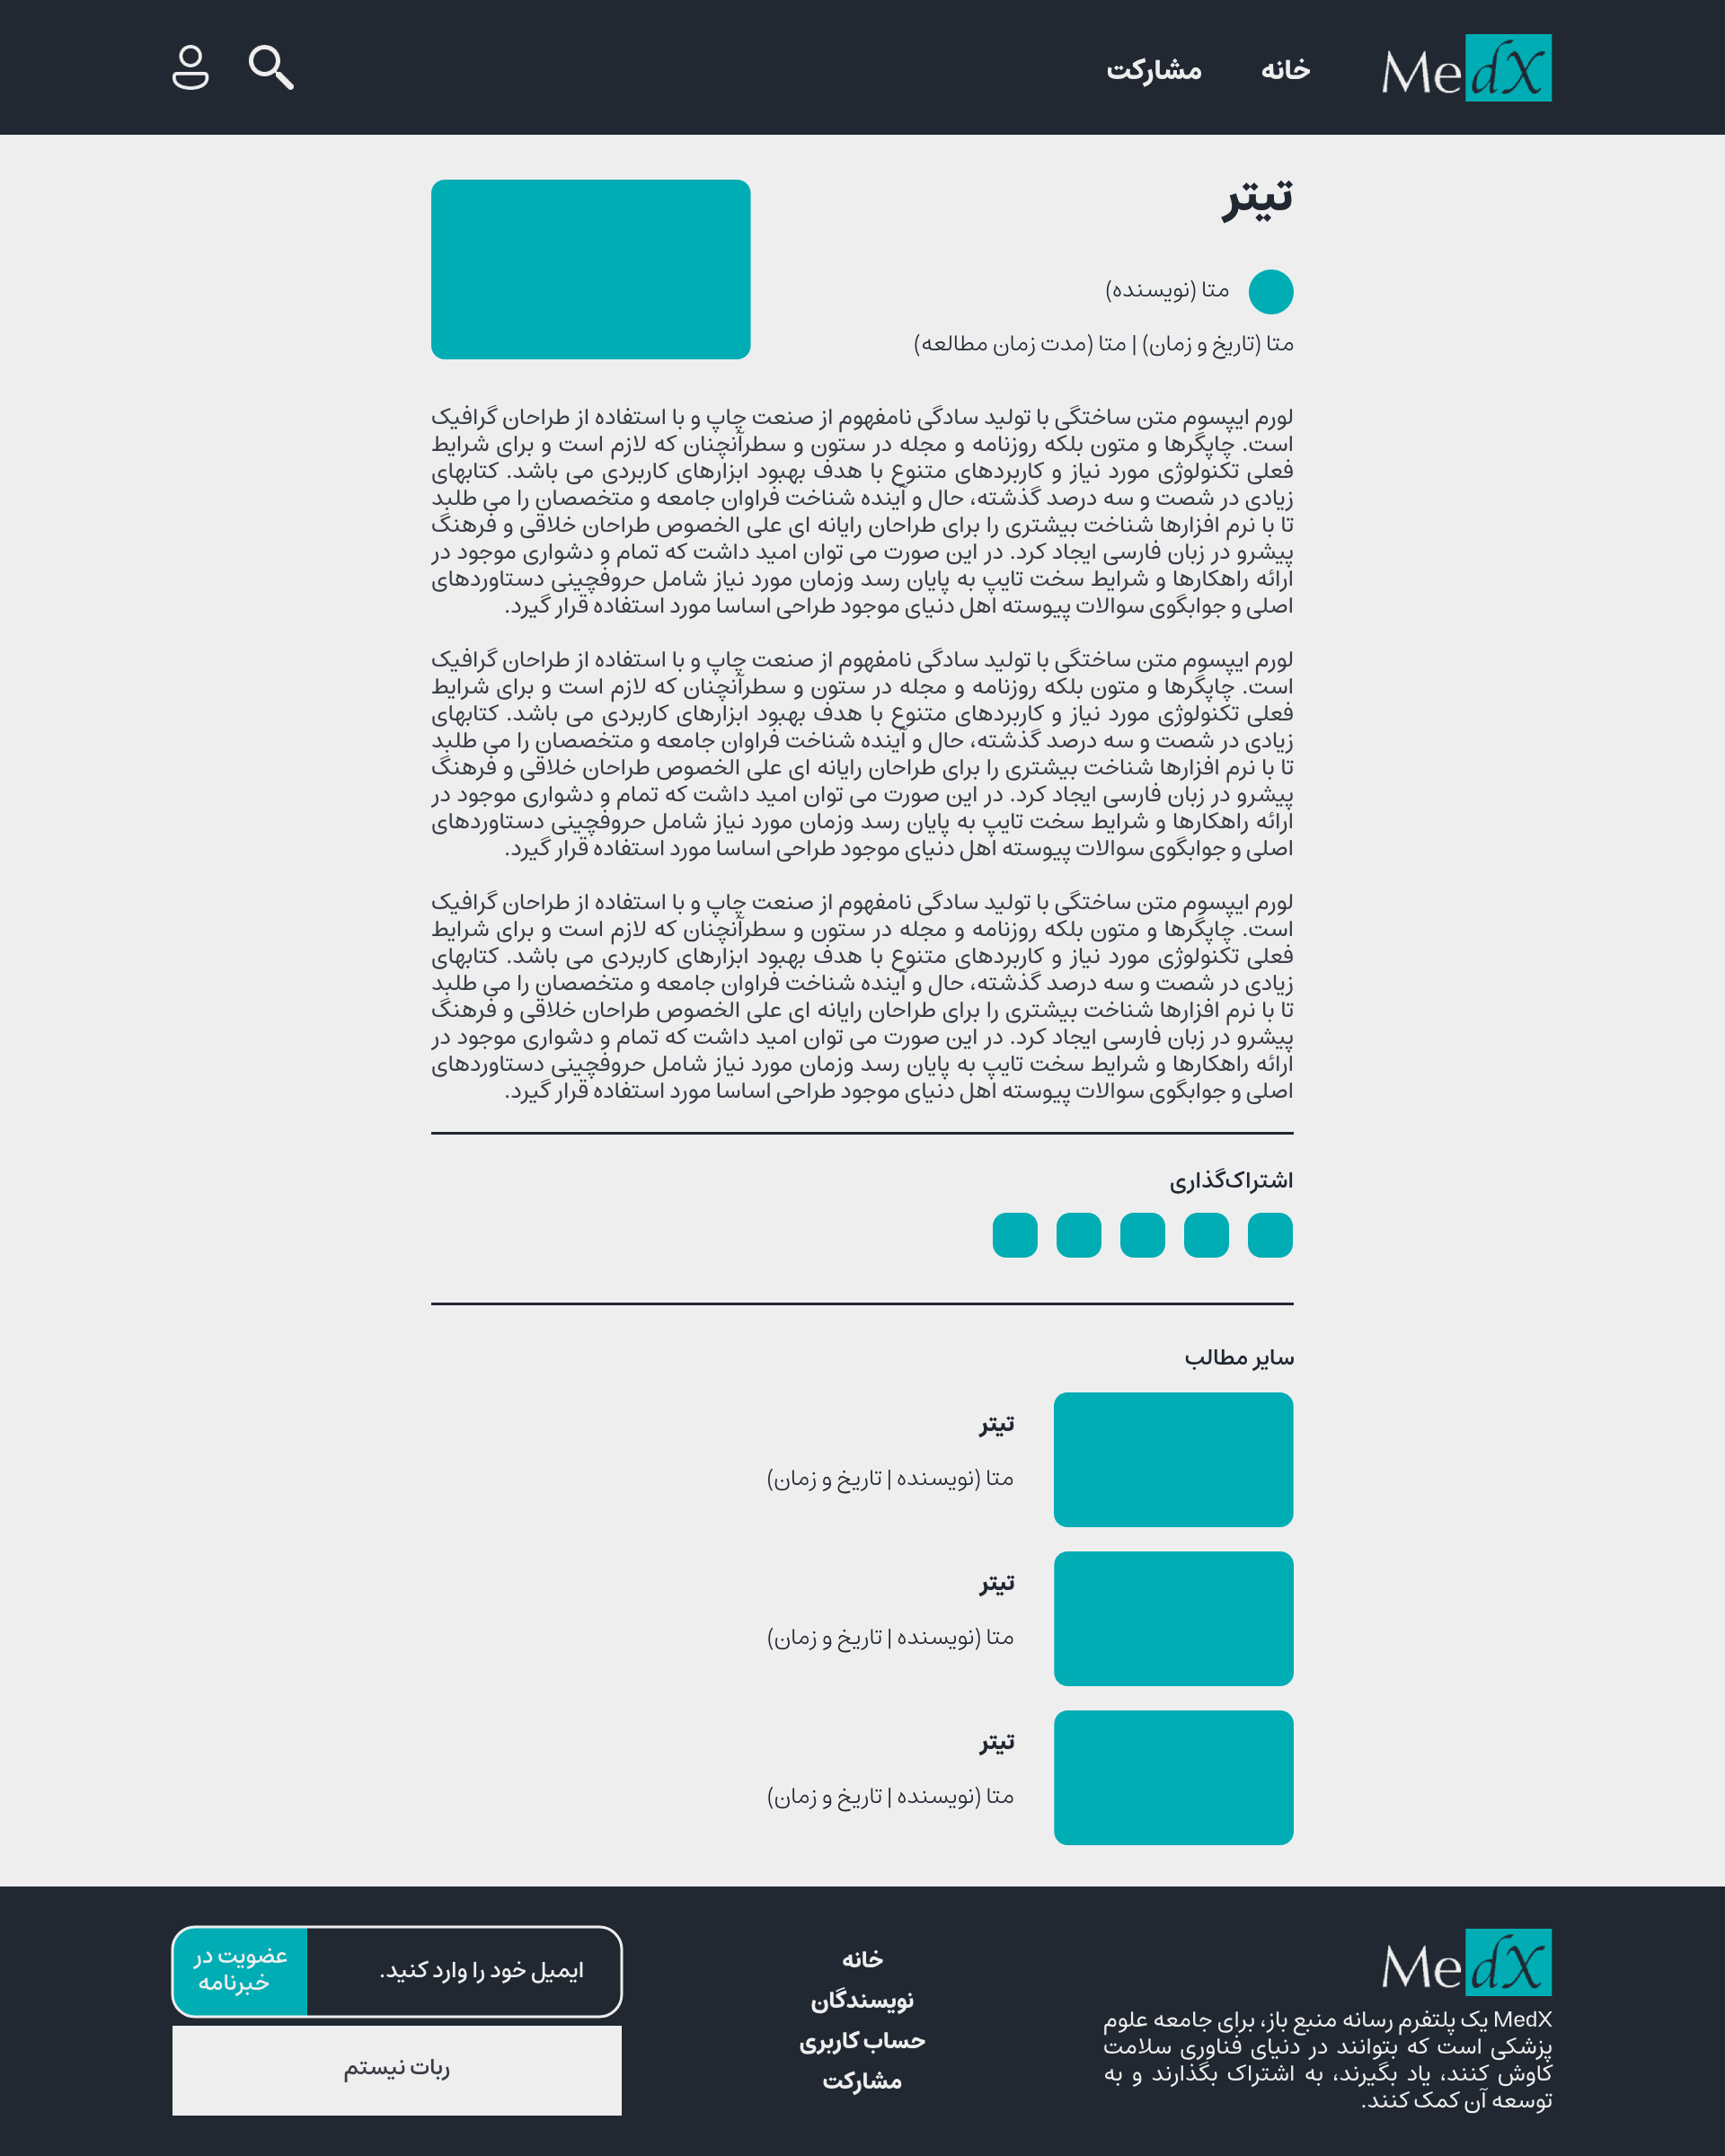 MedX
خانه
مشارکت
تیتر
متا (نویسنده)
متا (تاریخ و زمان) | متا (مدت زمان مطالعه)
لورم ایپسوم متن ساختگی با تولید سادگی نامفهوم از صنعت چاپ و با استفاده از طراحان گرافیک
است. چاپگرها و متون بلکه روزنامه و مجله در ستون و سطرآنچنان که لازم است و برای شرایط
فعلی تکنولوژی مورد نیاز و کاربردهای متنوع با هدف بهبود ابزارهای کاربردی می باشد. کتابهای
زیادی در شصت و سه درصد گذشته، حال و آینده شناخت فراوان جامعه و متخصصان را می طلبد
تا با نرم افزارها شناخت بیشتری را برای طراحان رایانه ای علی الخصوص طراحان خلاقی و فرهنگ
پیشرو در زبان فارسی ایجاد کرد. در این صورت می توان امید داشت که تمام و دشواری موجود در
ارائه راهکارها و شرایط سخت تایپ به پایان رسد وزمان مورد نیاز شامل حروفچینی دستاوردهای
اصلی و جوابگوی سوالات پیوسته اهل دنیای موجود طراحی اساسا مورد استفاده قرار گیرد.
لورم ایپسوم متن ساختگی با تولید سادگی نامفهوم از صنعت چاپ و با استفاده از طراحان گرافیک
است. چاپگرها و متون بلکه روزنامه و مجله در ستون و سطرآنچنان که لازم است و برای شرایط
فعلی تکنولوژی مورد نیاز و کاربردهای متنوع با هدف بهبود ابزارهای کاربردی می باشد. کتابهای
زیادی در شصت و سه درصد گذشته، حال و آینده شناخت فراوان جامعه و متخصصان را می طلبد
تا با نرم افزارها شناخت بیشتری را برای طراحان رایانه ای علی الخصوص طراحان خلاقی و فرهنگ
پیشرو در زبان فارسی ایجاد کرد. در این صورت می توان امید داشت که تمام و دشواری موجود در
ارائه راهکارها و شرایط سخت تایپ به پایان رسد وزمان مورد نیاز شامل حروفچینی دستاوردهای
اصلی و جوابگوی سوالات پیوسته اهل دنیای موجود طراحی اساسا مورد استفاده قرار گیرد.
لورم ایپسوم متن ساختگی با تولید سادگی نامفهوم از صنعت چاپ و با استفاده از طراحان گرافیک
است. چاپگرها و متون بلکه روزنامه و مجله در ستون و سطرآنچنان که لازم است و برای شرایط
فعلی تکنولوژی مورد نیاز و کاربردهای متنوع با هدف بهبود ابزارهای کاربردی می باشد. کتابهای
زیادی در شصت و سه درصد گذشته، حال و آینده شناخت فراوان جامعه و متخصصان را می طلبد
تا با نرم افزارها شناخت بیشتری را برای طراحان رایانه ای علی الخصوص طراحان خلاقی و فرهنگ
پیشرو در زبان فارسی ایجاد کرد. در این صورت می توان امید داشت که تمام و دشواری موجود در
ارائه راهکارها و شرایط سخت تایپ به پایان رسد وزمان مورد نیاز شامل حروفچینی دستاوردهای
اصلی و جوابگوی سوالات پیوسته اهل دنیای موجود طراحی اساسا مورد استفاده قرار گیرد.
اشتراک‌گذاری
سایر مطالب
تیتر
متا (نویسنده | تاریخ و زمان)
تیتر
متا (نویسنده | تاریخ و زمان)
تیتر
متا (نویسنده | تاریخ و زمان)
MedX
MedX یک پلتفرم رسانه منبع باز، برای جامعه علوم
پزشکی است که بتوانند در دنیای فناوری سلامت
کاوش کنند، یاد بگیرند، به اشتراک بگذارند و به
توسعه آن کمک کنند.
خانه
نویسندگان
حساب کاربری
مشارکت
ایمیل خود را وارد کنید.
عضویت در
خبرنامه
ربات نیستم